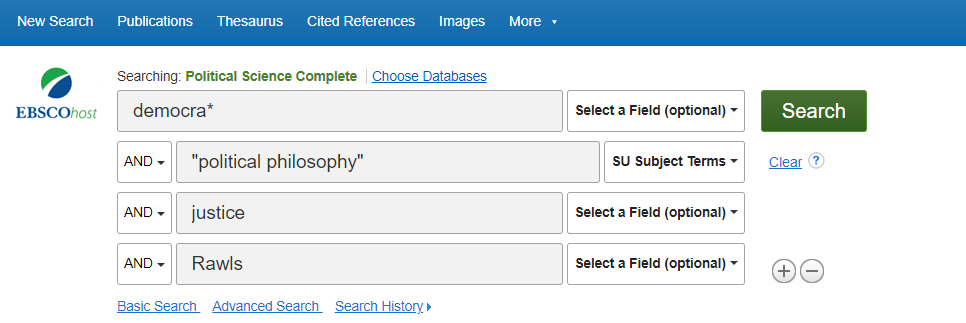 New Search Publications Thesaurus Cited References Images More
Searching: Political Science Complete Choose Databases
EBSCOhost
democra* Select a Field (optional) Search
AND "political philosophy" SU Subject Terms Clear ?
AND justice Select a Field (optional)
AND Rawls Select a Field (optional) + −
Basic Search Advanced Search Search History